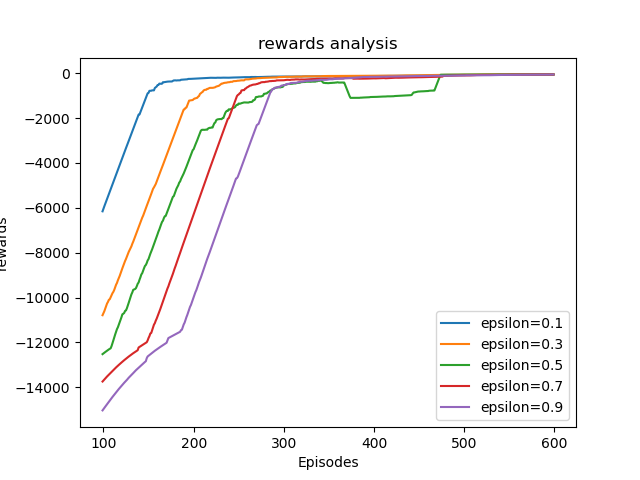 rewards analysis
rewards
0
−2000
−4000
−6000
−8000
−10000
−12000
−14000
100
200
300
400
500
600
Episodes
epsilon=0.1
epsilon=0.3
epsilon=0.5
epsilon=0.7
epsilon=0.9